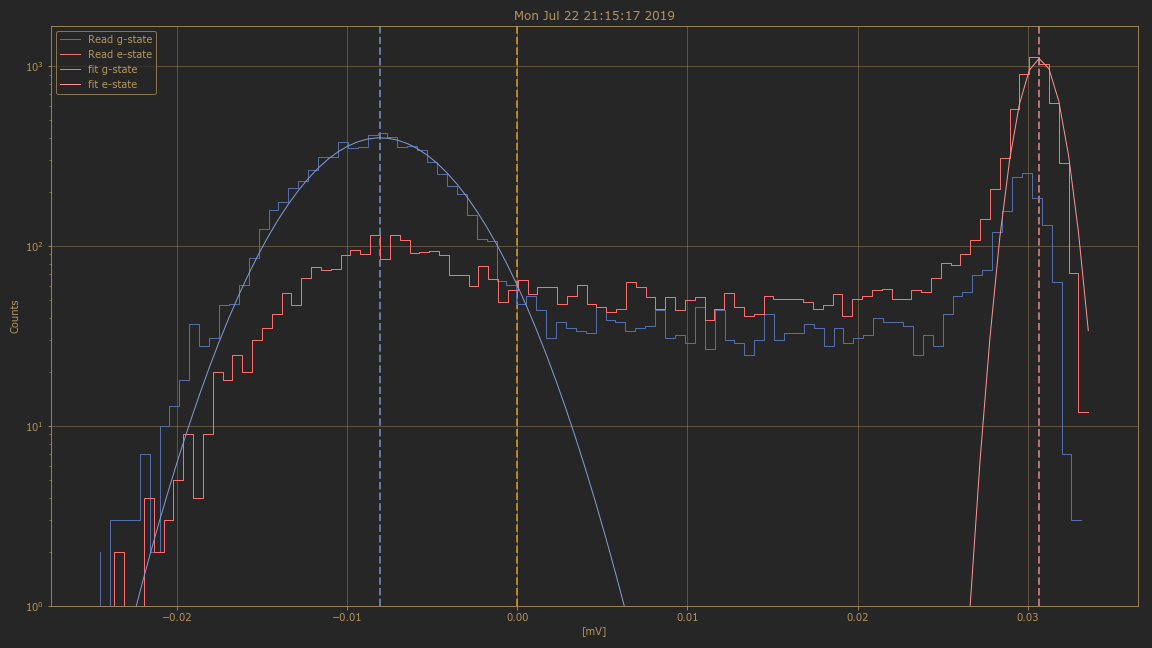 Mon Jul 22 21:15:17 2019
Read g-state
Read e-state
fit g-state
fit e-state
10³
10²
10¹
10⁰
Counts
−0.02
−0.01
0.00
0.01
0.02
0.03
[mV]